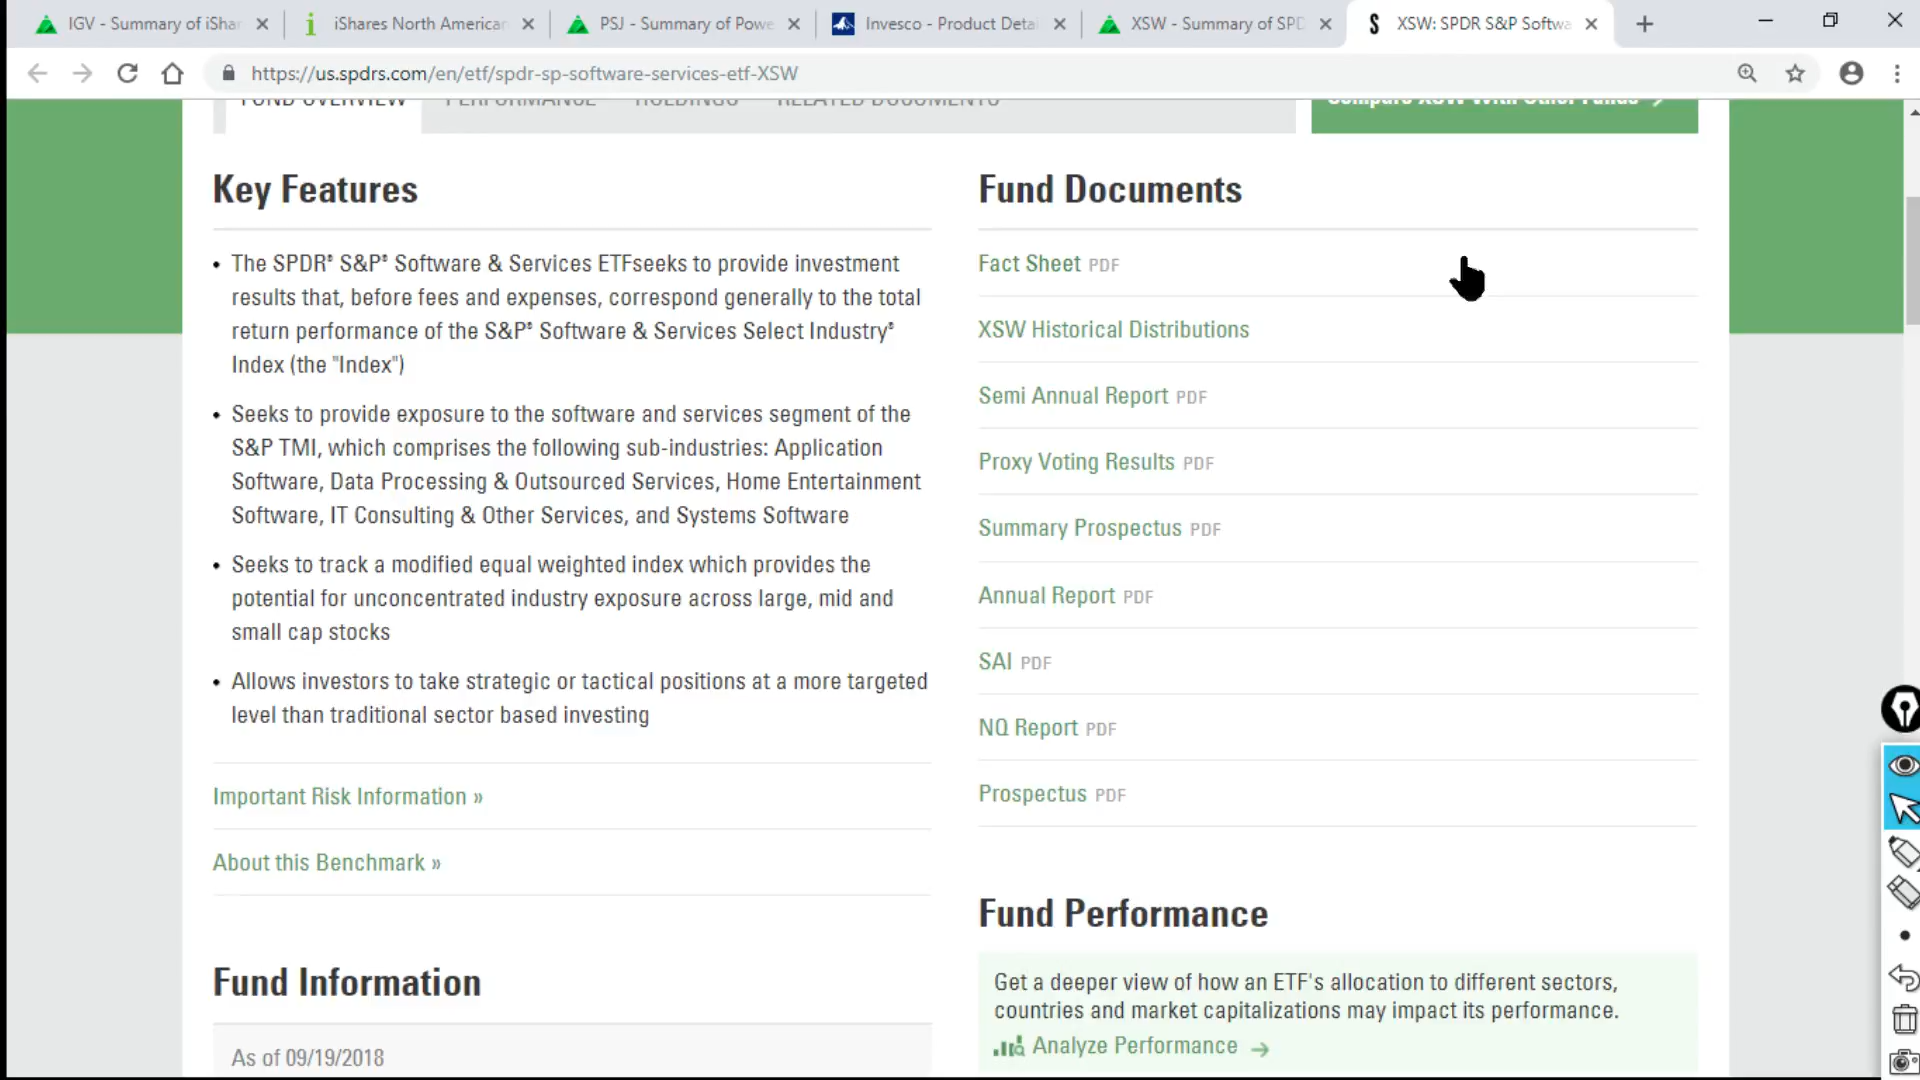 IGV - Summary of iShar
iShares North American
PSJ - Summary of Powe
Invesco - Product Detai
XSW - Summary of SPD
XSW: SPDR S&P Softwa
https://us.spdrs.com/en/etf/spdr-sp-software-services-etf-XSW
FUND OVERVIEW
PERFORMANCE
HOLDINGS
RELATED DOCUMENTS
Compare XSW With Other Funds
Key Features
The SPDR® S&P® Software & Services ETFseeks to provide investment
results that, before fees and expenses, correspond generally to the total
return performance of the S&P® Software & Services Select Industry®
Index (the "Index")
Seeks to provide exposure to the software and services segment of the
S&P TMI, which comprises the following sub-industries: Application
Software, Data Processing & Outsourced Services, Home Entertainment
Software, IT Consulting & Other Services, and Systems Software
Seeks to track a modified equal weighted index which provides the
potential for unconcentrated industry exposure across large, mid and
small cap stocks
Allows investors to take strategic or tactical positions at a more targeted
level than traditional sector based investing
Important Risk Information »
About this Benchmark »
Fund Information
As of 09/19/2018
Fund Documents
Fact Sheet PDF
XSW Historical Distributions
Semi Annual Report PDF
Proxy Voting Results PDF
Summary Prospectus PDF
Annual Report PDF
SAI PDF
NQ Report PDF
Prospectus PDF
Fund Performance
Get a deeper view of how an ETF's allocation to different sectors,
countries and market capitalizations may impact its performance.
Analyze Performance →